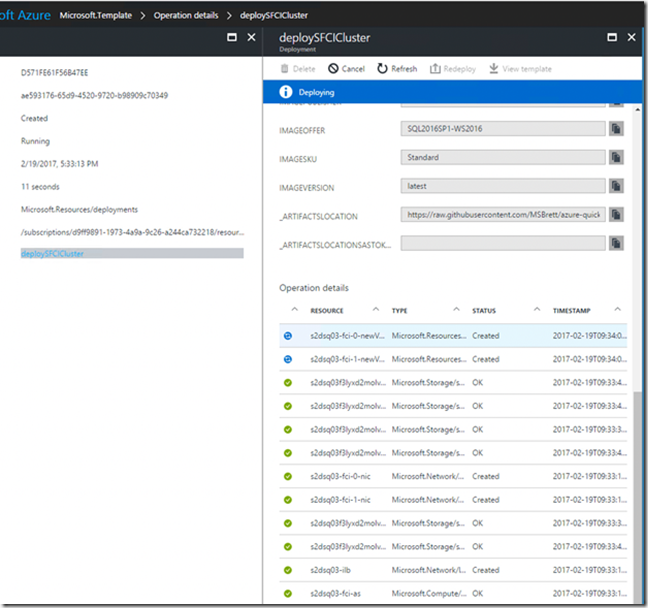 oft Azure Microsoft.Template > Operation details > deploySFCICluster
D571FE61F56B47EE
ae593176-65d9-4520-9720-b98909c70349
Created
Running
2/19/2017, 5:33:13 PM
11 seconds
Microsoft.Resources/deployments
/subscriptions/d9ff9891-1973-4a9a-9c26-a244ca732218/resour...
deploySFCICluster
deploySFCICluster
Deployment
Delete Cancel Refresh Redeploy View template
Deploying
IMAGEOFFER SQL2016SP1-WS2016
IMAGESKU Standard
IMAGEVERSION latest
_ARTIFACTSLOCATION https://raw.githubusercontent.com/MSBrett/azure-quick
_ARTIFACTSLOCATIONSASTOK...
Operation details
RESOURCE TYPE STATUS TIMESTAMP
s2dsq03-fci-0-newV... Microsoft.Resources... Created 2017-02-19T09:34:0...
s2dsq03-fci-1-newV... Microsoft.Resources... Created 2017-02-19T09:34:0...
s2dsq03f3lyxd2molv... Microsoft.Storage/s... OK 2017-02-19T09:33:4...
s2dsq03f3lyxd2molv... Microsoft.Storage/s... OK 2017-02-19T09:33:4...
s2dsq03f3lyxd2molv... Microsoft.Storage/s... OK 2017-02-19T09:33:3...
s2dsq03f3lyxd2molv... Microsoft.Storage/s... OK 2017-02-19T09:33:4...
s2dsq03-fci-0-nic Microsoft.Network/... Created 2017-02-19T09:33:1...
s2dsq03-fci-1-nic Microsoft.Network/... Created 2017-02-19T09:33:1...
s2dsq03f3lyxd2molv... Microsoft.Storage/s... OK 2017-02-19T09:33:3...
s2dsq03f3lyxd2molv... Microsoft.Storage/s... OK 2017-02-19T09:33:4...
s2dsq03-ilb Microsoft.Network/l... Created 2017-02-19T09:33:1...
s2dsq03-fci-as Microsoft.Compute/... OK 2017-02-19T09:33:1...